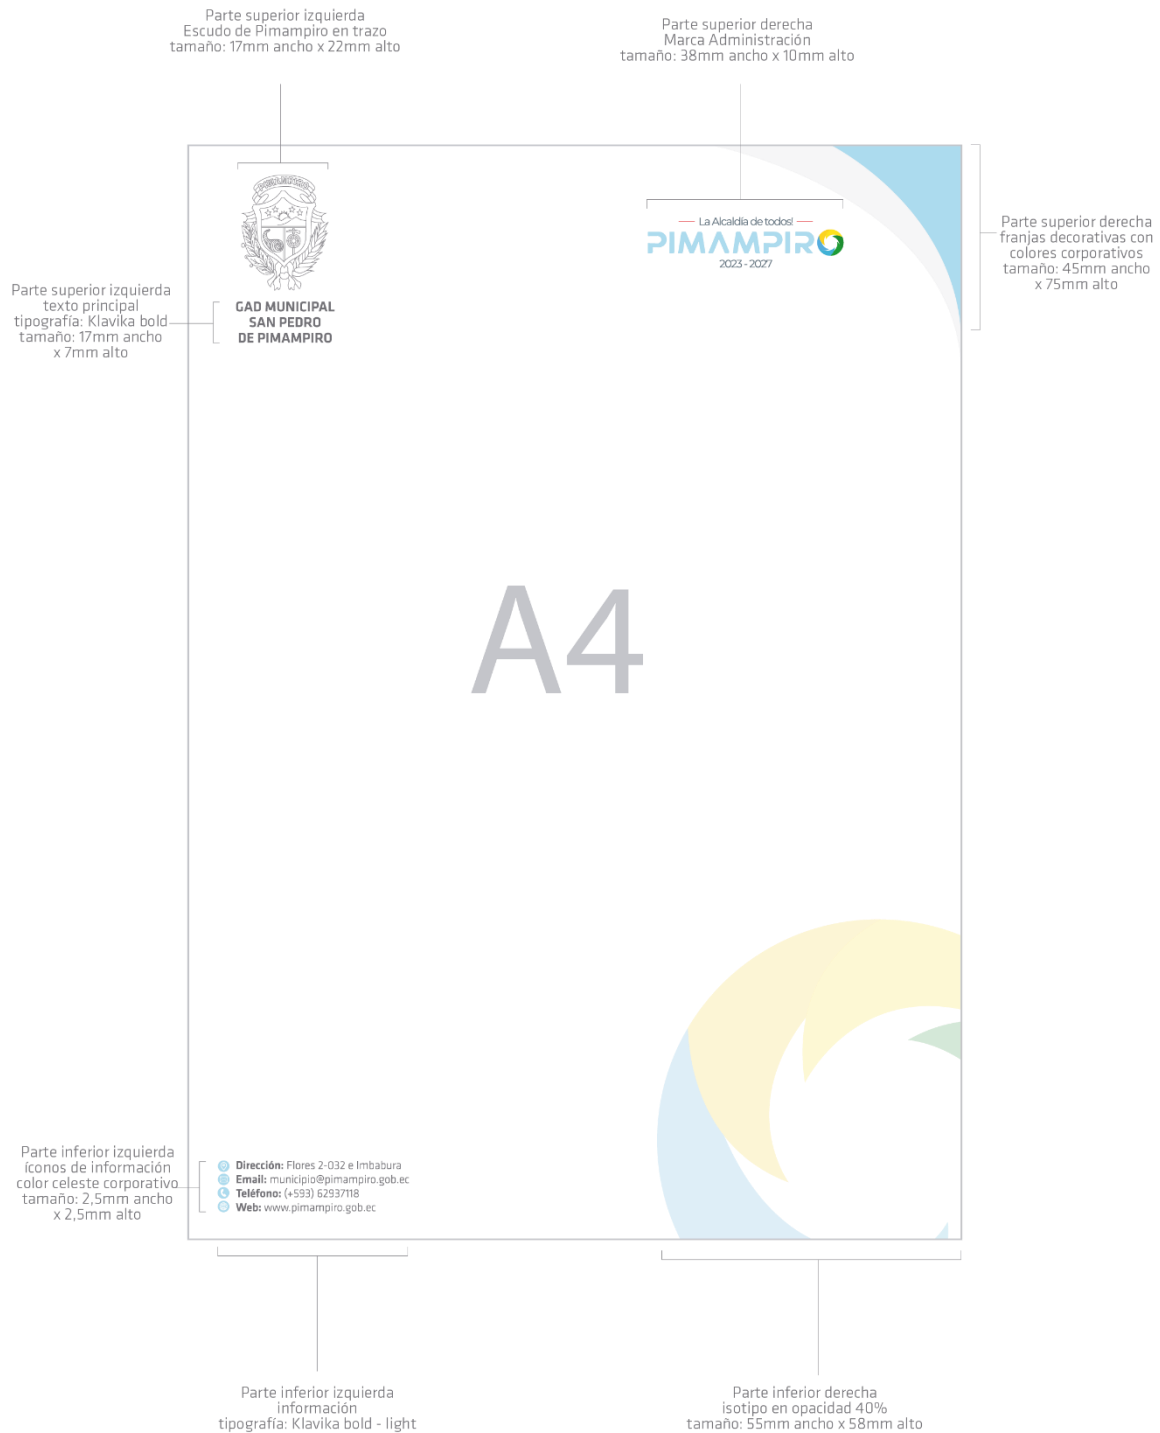 Parte superior izquierda
Escudo de Pimampiro en trazo
tamaño: 17mm ancho x 22mm alto
Parte superior derecha
Marca Administración
tamaño: 38mm ancho x 10mm alto
PIMAMPIRO
La Alcaldía de todos!
PIMAMPIRO
2023 - 2027
Parte superior derecha
franjas decorativas con
colores corporativos
tamaño: 45mm ancho
x 75mm alto
Parte superior izquierda
texto principal
tipografía: Klavika bold
tamaño: 17mm ancho
x 7mm alto
GAD MUNICIPAL
SAN PEDRO
DE PIMAMPIRO
A4
Parte inferior izquierda
íconos de información
color celeste corporativo
tamaño: 2,5mm ancho
x 2,5mm alto
Dirección: Flores 2-032 e Imbabura
Email: municipio@pimampiro.gob.ec
Teléfono: (+593) 62937118
Web: www.pimampiro.gob.ec
Parte inferior izquierda
información
tipografía: Klavika bold - light
Parte inferior derecha
isotipo en opacidad 40%
tamaño: 55mm ancho x 58mm alto